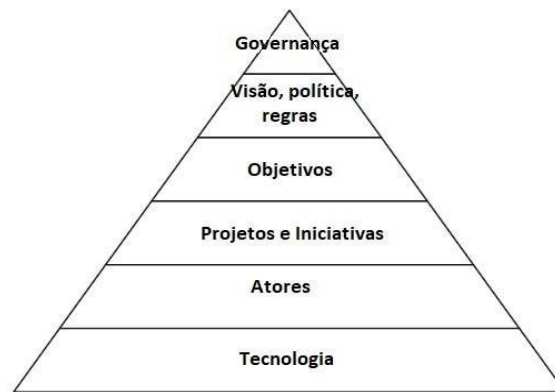 Governança
Visão, política,
regras
Objetivos
Projetos e Iniciativas
Atores
Tecnologia